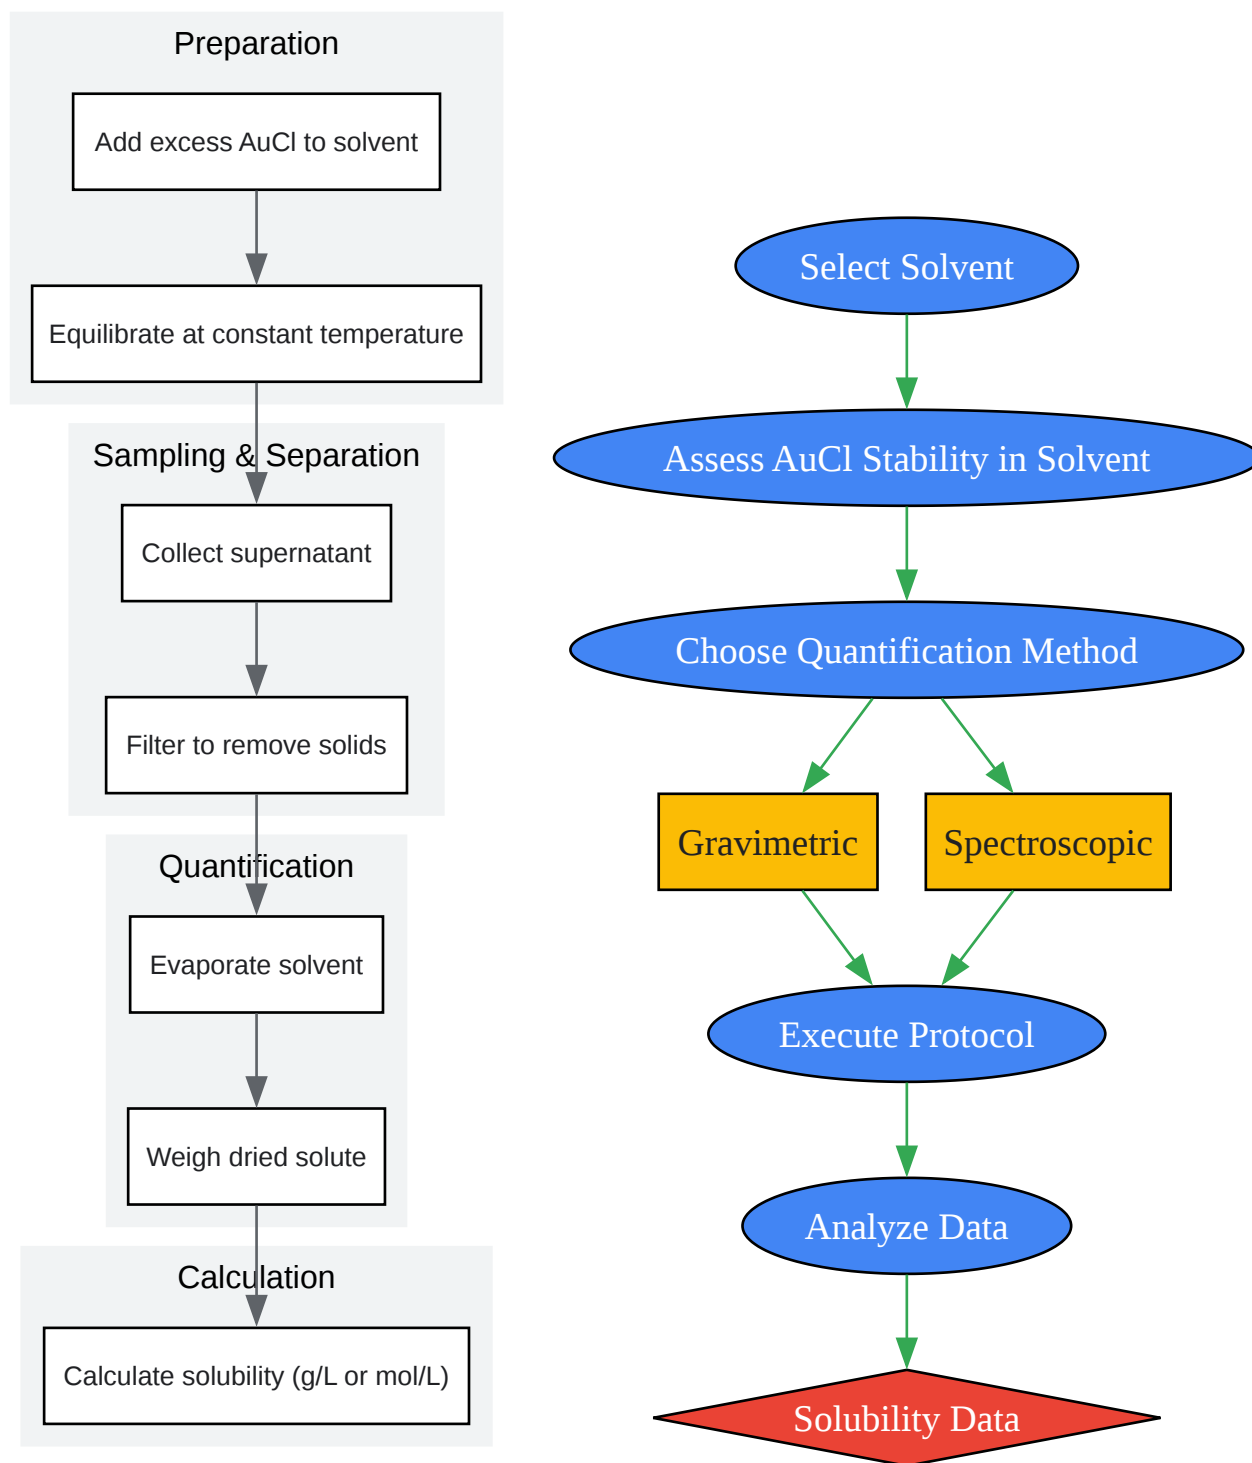 Preparation
Add excess AuCl to solvent
Equilibrate at constant temperature
Sampling & Separation
Collect supernatant
Filter to remove solids
Quantification
Evaporate solvent
Weigh dried solute
Calculation
Calculate solubility (g/L or mol/L)
Select Solvent
Assess AuCl Stability in Solvent
Choose Quantification Method
Gravimetric
Spectroscopic
Execute Protocol
Analyze Data
Solubility Data